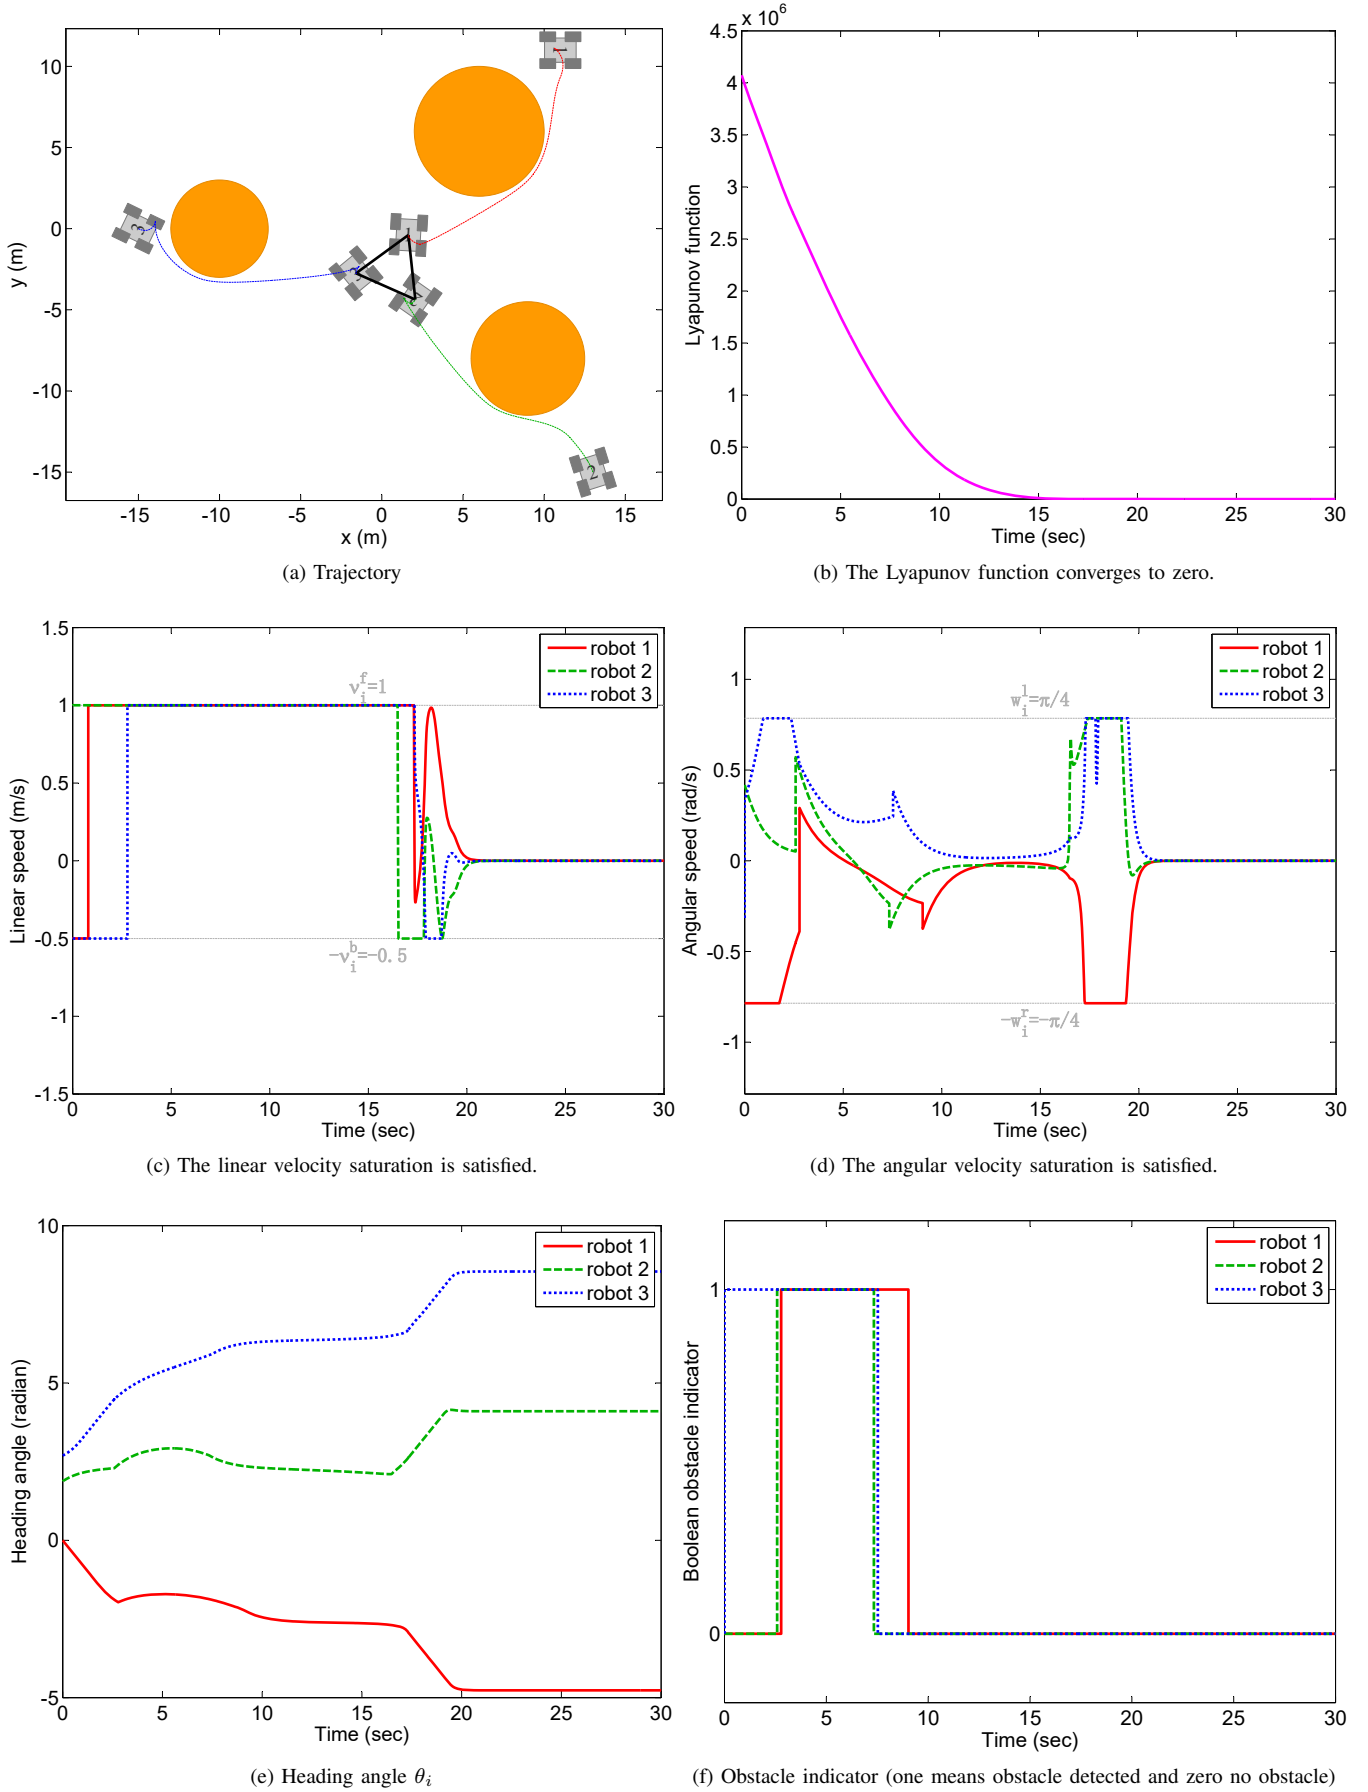 10
5
0
-5
-10
-15
y (m)
-15
-10
-5
0
5
10
15
x (m)
1
2
3
1
2
3
(a) Trajectory
x 10^6
4.5
4
3.5
3
2.5
2
1.5
1
0.5
0
Lyapunov function
0
5
10
15
20
25
30
Time (sec)
(b) The Lyapunov function converges to zero.
1.5
1
0.5
0
-0.5
-1
-1.5
Linear speed (m/s)
robot 1
robot 2
robot 3
v_i^f=1
-v_i^b=-0.5
0
5
10
15
20
25
30
Time (sec)
(c) The linear velocity saturation is satisfied.
1
0.5
0
-0.5
-1
Angular speed (rad/s)
robot 1
robot 2
robot 3
w_i^l=π/4
-w_i^r=-π/4
0
5
10
15
20
25
30
Time (sec)
(d) The angular velocity saturation is satisfied.
10
5
0
-5
Heading angle (radian)
robot 1
robot 2
robot 3
0
5
10
15
20
25
30
Time (sec)
(e) Heading angle θ_i
1
0
Boolean obstacle indicator
robot 1
robot 2
robot 3
0
5
10
15
20
25
30
Time (sec)
(f) Obstacle indicator (one means obstacle detected and zero no obstacle)